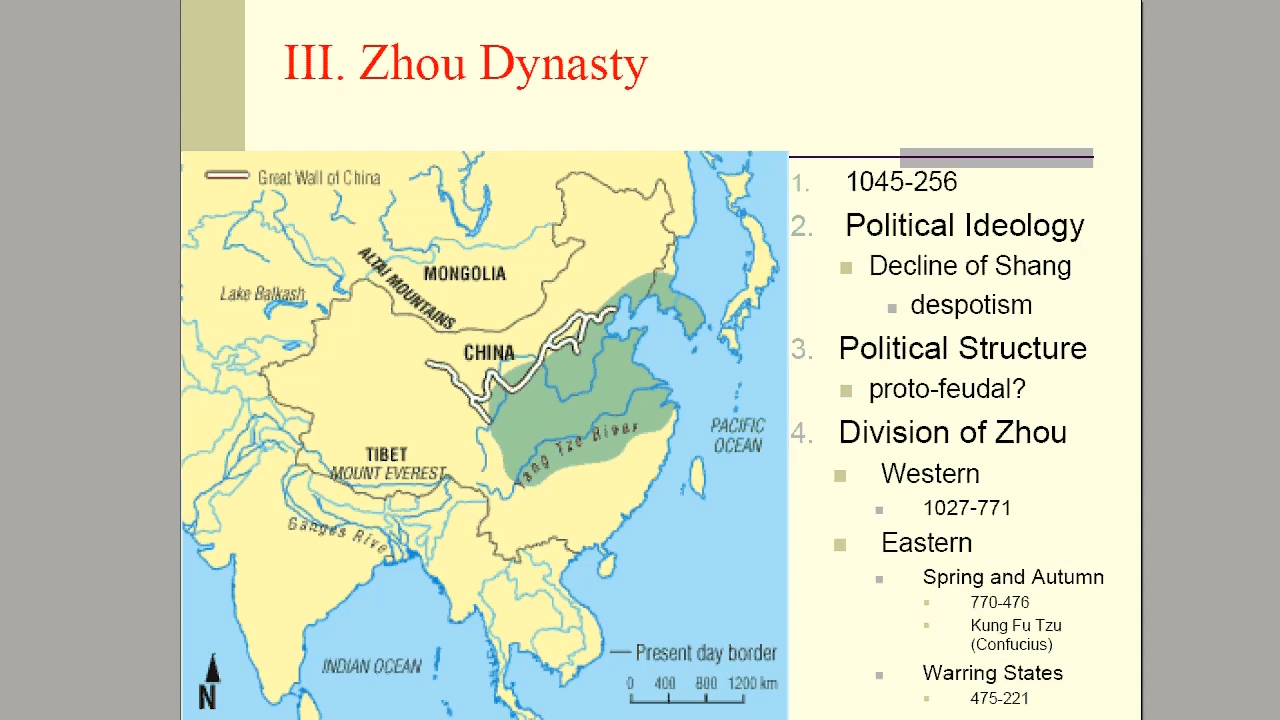 III. Zhou Dynasty
Great Wall of China
ALTAI MOUNTAINS
MONGOLIA
Lake Balkash
CHINA
TIBET
MOUNT EVEREST
Yang Tze River
Ganges River
PACIFIC
OCEAN
INDIAN OCEAN
N
Present day border
0 400 800 1200 km
1. 1045-256
2. Political Ideology
Decline of Shang
despotism
3. Political Structure
proto-feudal?
4. Division of Zhou
Western
1027-771
Eastern
Spring and Autumn
770-476
Kung Fu Tzu
(Confucius)
Warring States
475-221